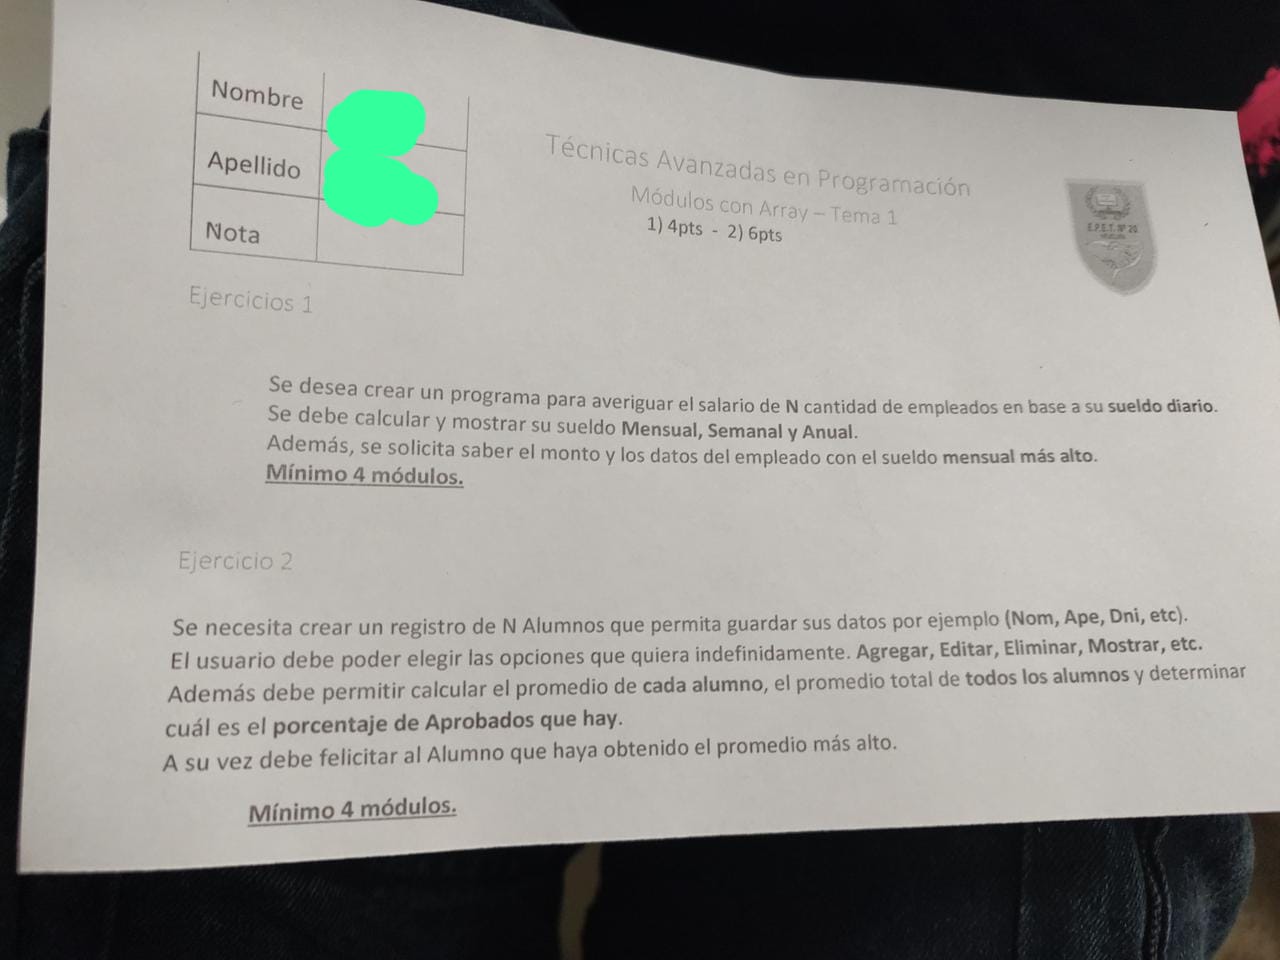 Nombre
Apellido
Nota
Técnicas Avanzadas en Programación
Módulos con Array – Tema 1
1) 4pts - 2) 6pts
E.P.E.T. Nº 20
Ejercicios 1
Se desea crear un programa para averiguar el salario de N cantidad de empleados en base a su sueldo diario.
Se debe calcular y mostrar su sueldo Mensual, Semanal y Anual.
Además, se solicita saber el monto y los datos del empleado con el sueldo mensual más alto.
Mínimo 4 módulos.
Ejercicio 2
Se necesita crear un registro de N Alumnos que permita guardar sus datos por ejemplo (Nom, Ape, Dni, etc).
El usuario debe poder elegir las opciones que quiera indefinidamente. Agregar, Editar, Eliminar, Mostrar, etc.
Además debe permitir calcular el promedio de cada alumno, el promedio total de todos los alumnos y determinar
cuál es el porcentaje de Aprobados que hay.
A su vez debe felicitar al Alumno que haya obtenido el promedio más alto.
Mínimo 4 módulos.